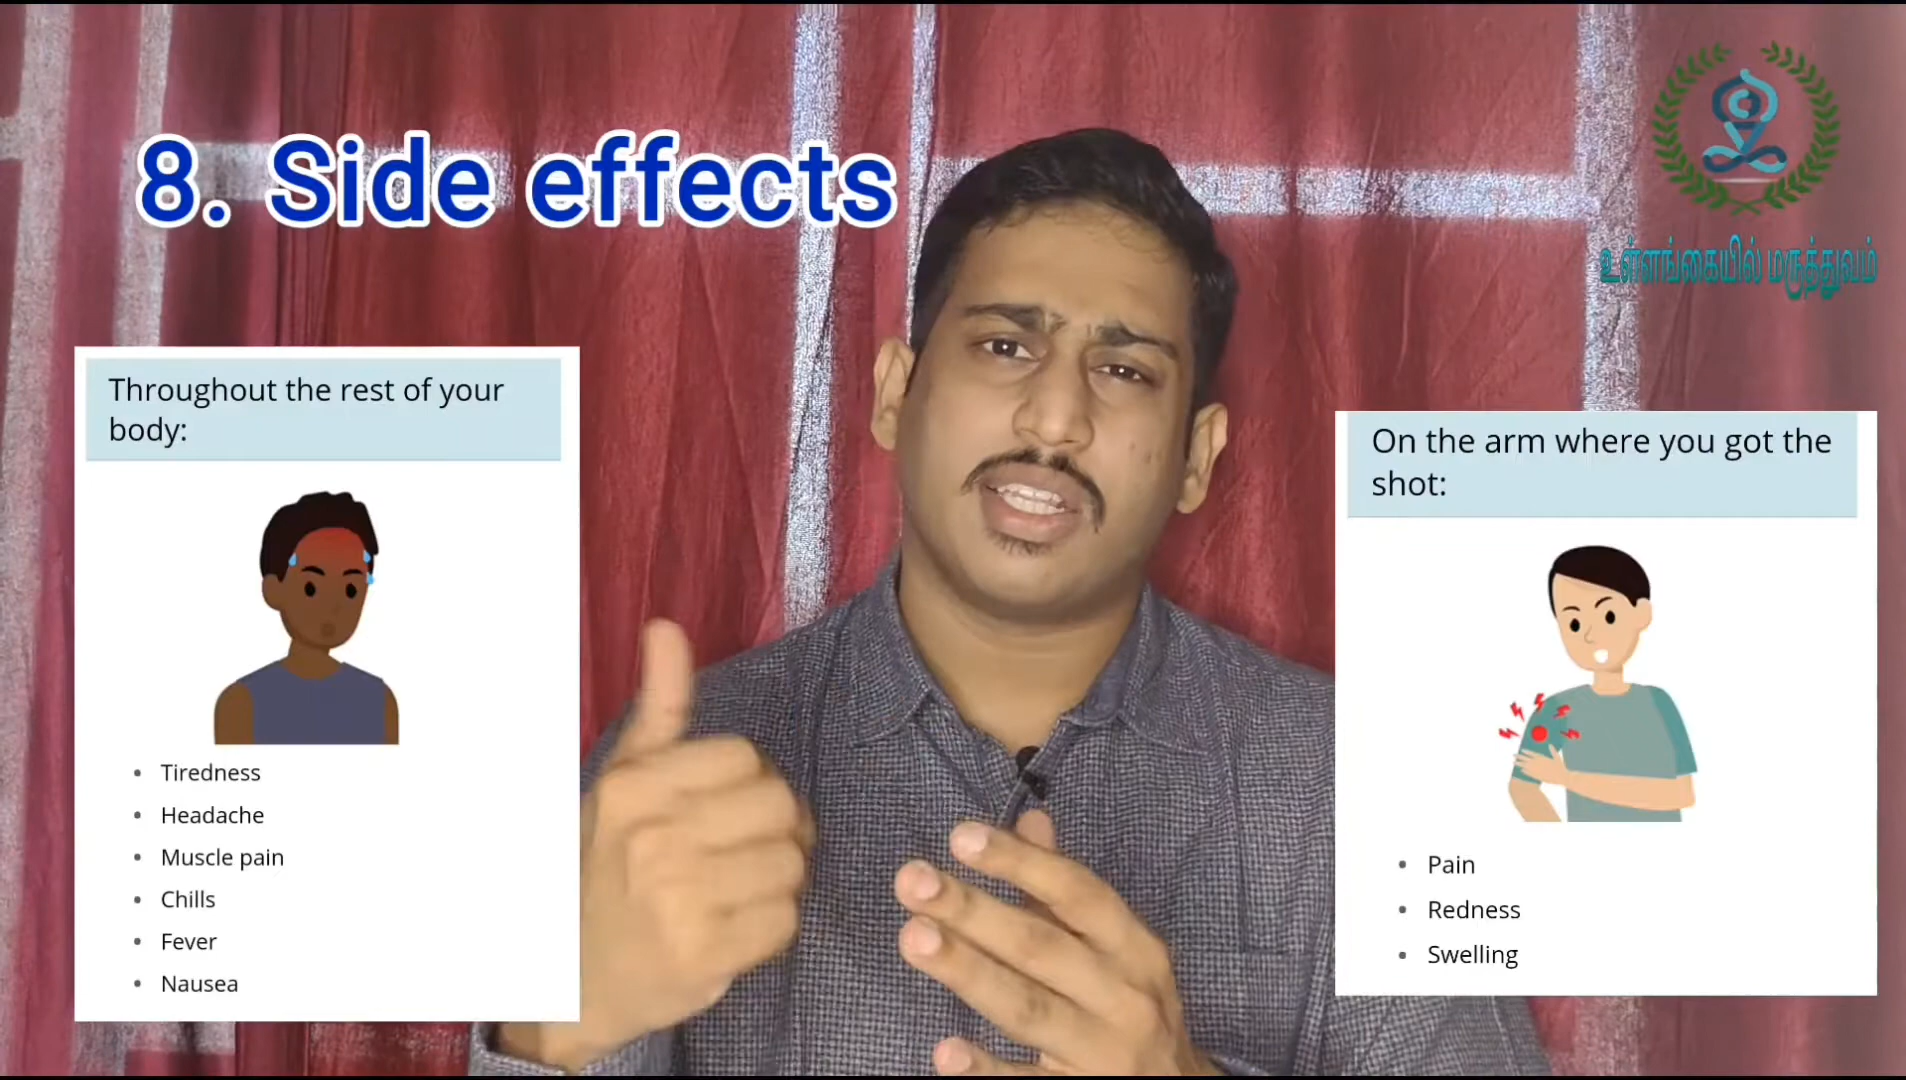 8. Side effects
உள்ளங்கையில் மருத்துவம்
Throughout the rest of your
body:
Tiredness
Headache
Muscle pain
Chills
Fever
Nausea
On the arm where you got the
shot:
Pain
Redness
Swelling